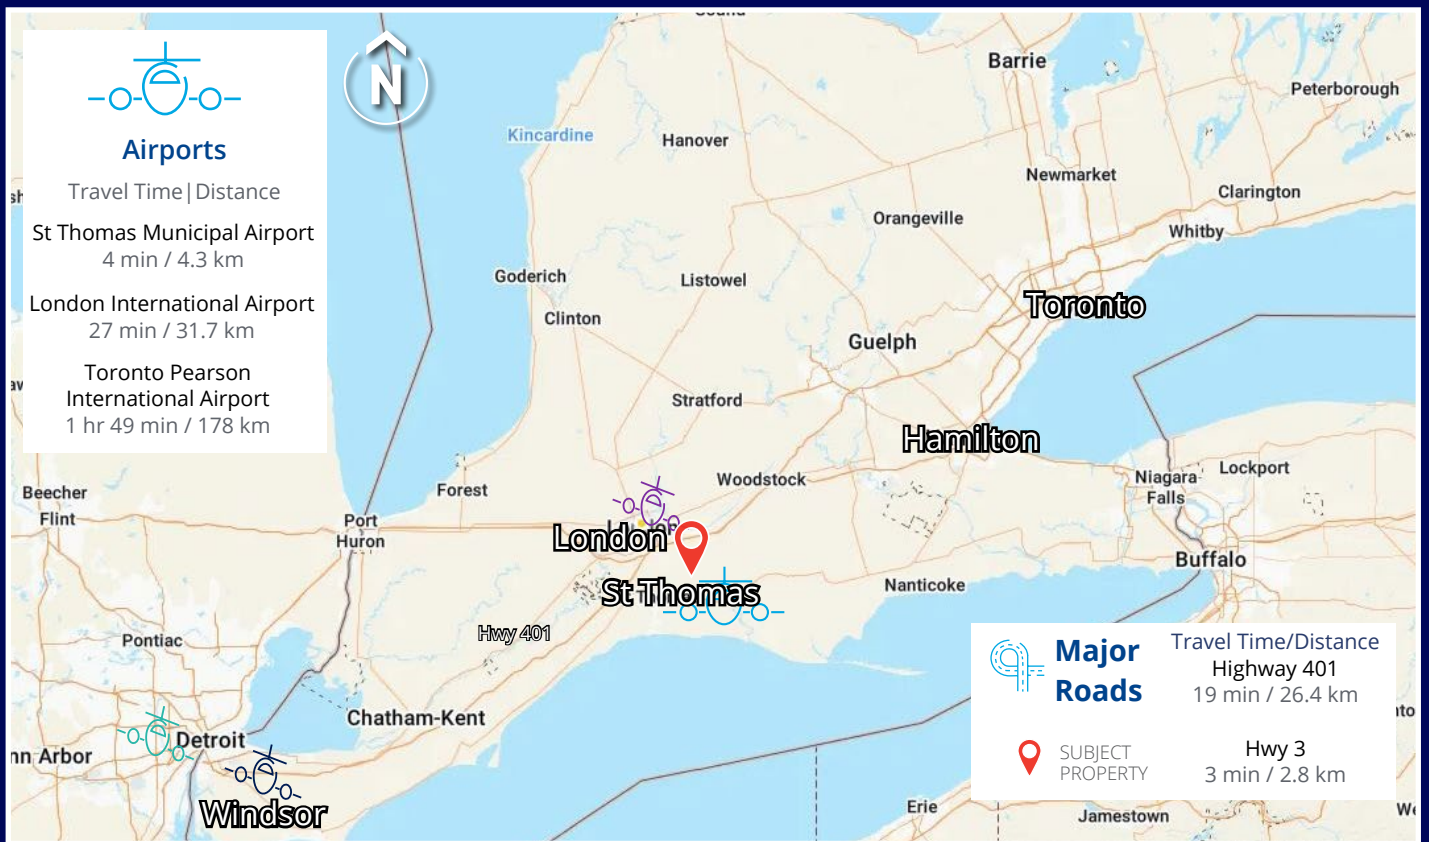 Airports
Travel Time|Distance
St Thomas Municipal Airport
4 min / 4.3 km
London International Airport
27 min / 31.7 km
Toronto Pearson
International Airport
1 hr 49 min / 178 km
N
Sound
Barrie
Peterborough
Kincardine
Hanover
Newmarket
Clarington
Orangeville
Whitby
Goderich
Listowel
Toronto
Clinton
Guelph
Stratford
Hamilton
Woodstock
Niagara
Falls
Lockport
Beecher
Flint
Forest
Port
Huron
London
Buffalo
St Thomas
Nanticoke
Hwy 401
Pontiac
Chatham-Kent
Detroit
nn Arbor
Windsor
Erie
Jamestown
Major
Roads
Travel Time/Distance
Highway 401
19 min / 26.4 km
SUBJECT
PROPERTY
Hwy 3
3 min / 2.8 km